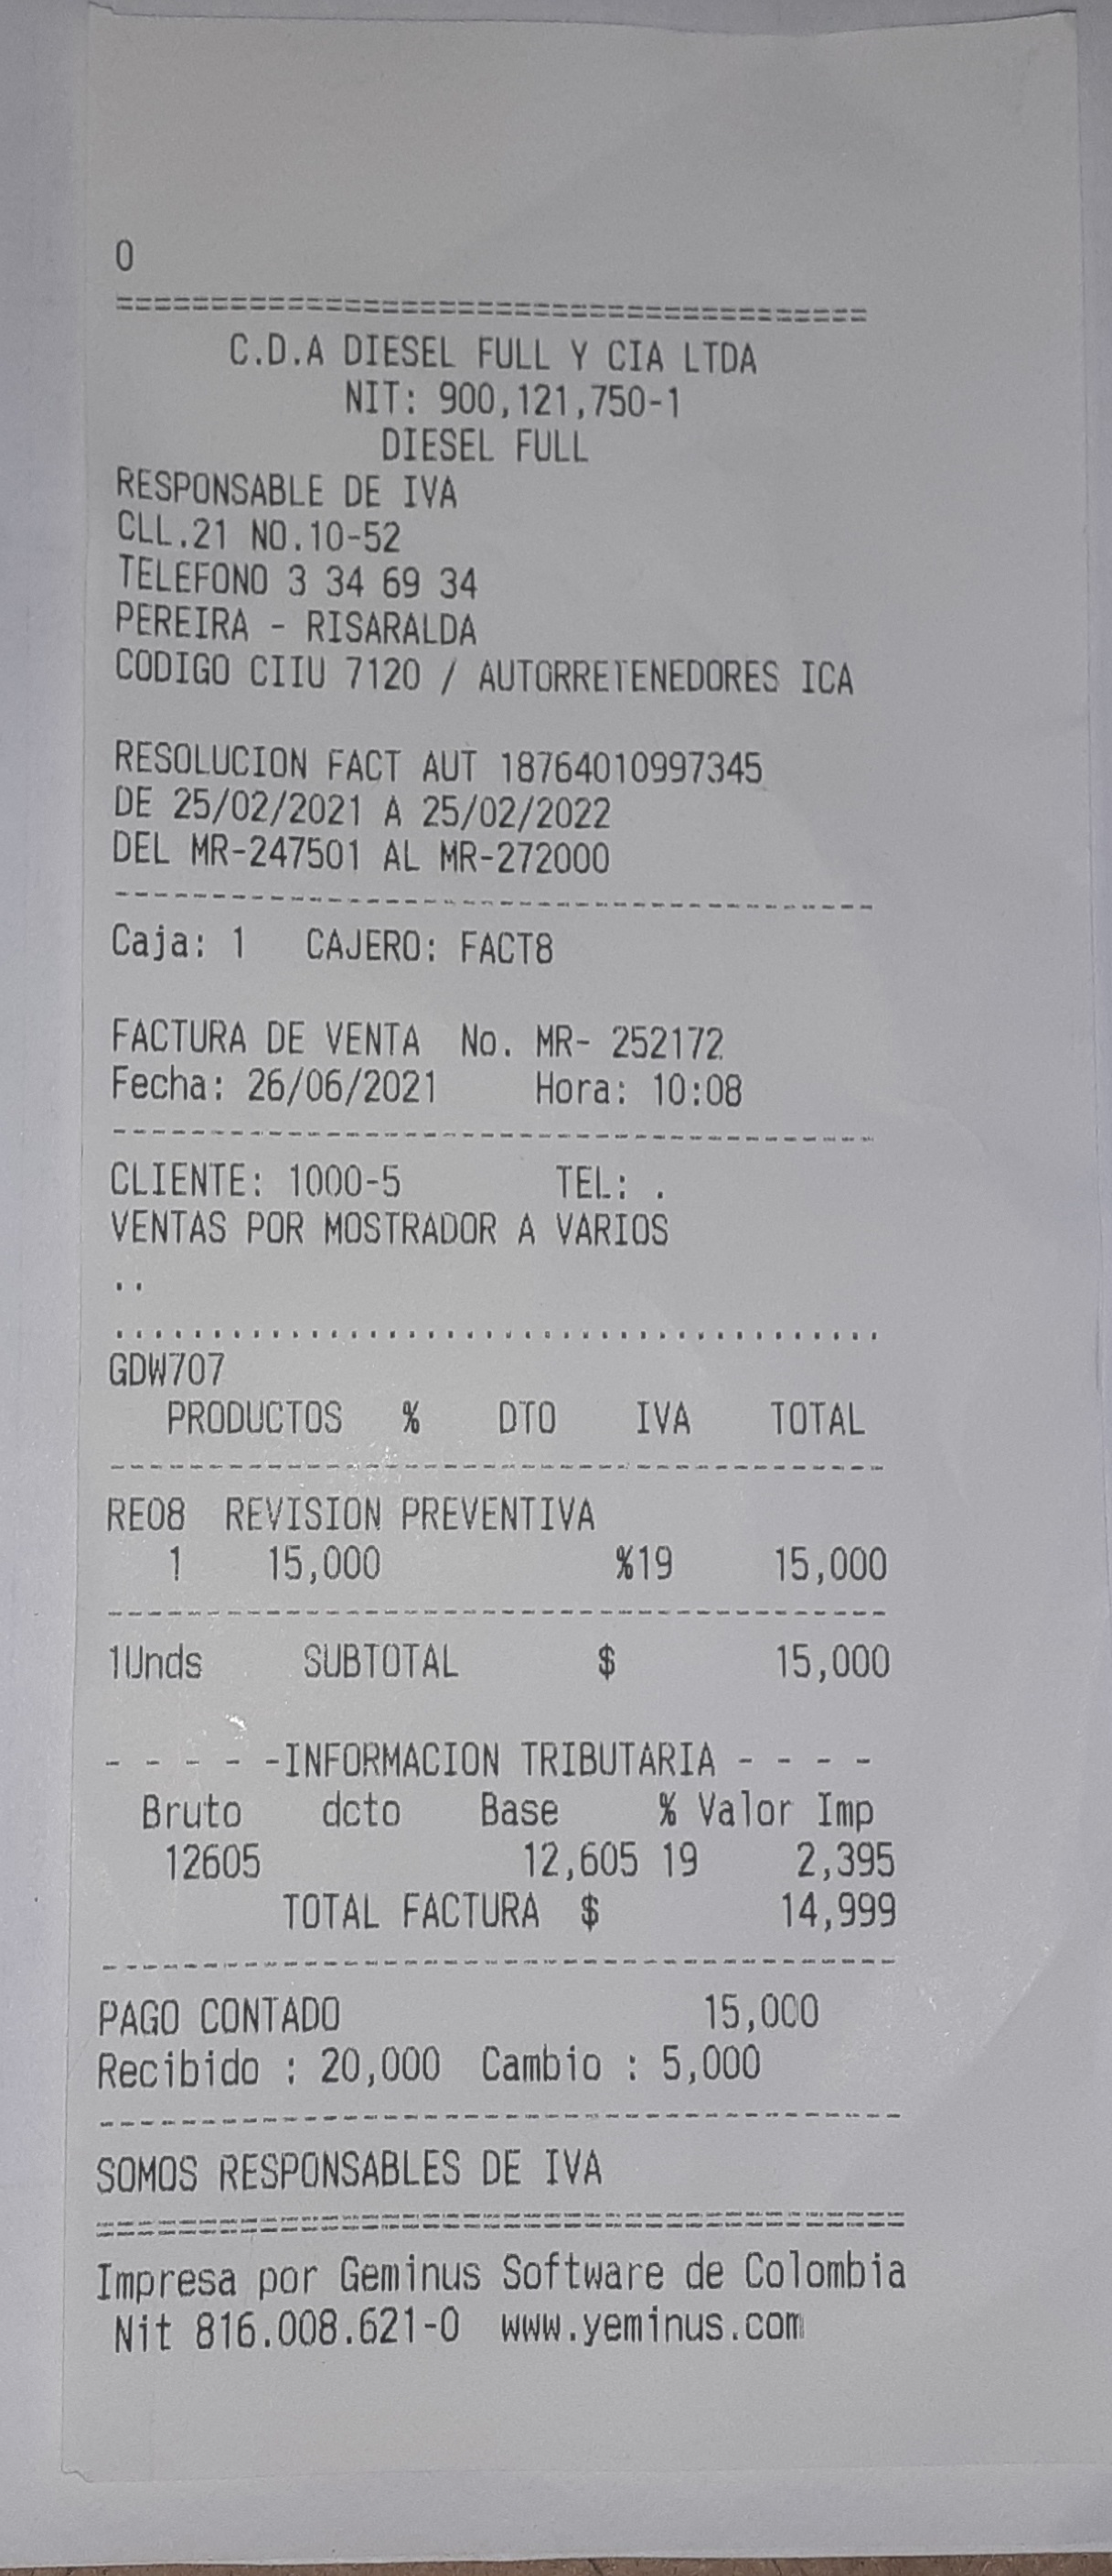 0
========================================
C.D.A DIESEL FULL Y CIA LTDA
NIT: 900,121,750-1
DIESEL FULL
RESPONSABLE DE IVA
CLL.21 NO.10-52
TELEFONO 3 34 69 34
PEREIRA - RISARALDA
CODIGO CIIU 7120 / AUTORRETENEDORES ICA
RESOLUCION FACT AUT 18764010997345
DE 25/02/2021 A 25/02/2022
DEL MR-247501 AL MR-272000
----------------------------------------
Caja: 1 CAJERO: FACT8
FACTURA DE VENTA No. MR- 252172
Fecha: 26/06/2021 Hora: 10:08
----------------------------------------
CLIENTE: 1000-5 TEL: .
VENTAS POR MOSTRADOR A VARIOS
..
........................................
GDW707
PRODUCTOS % DTO IVA TOTAL
----------------------------------------
RE08 REVISION PREVENTIVA
1 15,000 %19 15,000
----------------------------------------
1Unds SUBTOTAL $ 15,000
- - - - -INFORMACION TRIBUTARIA - - - -
Bruto dcto Base % Valor Imp
12605 12,605 19 2,395
TOTAL FACTURA $ 14,999
----------------------------------------
PAGO CONTADO 15,000
Recibido : 20,000 Cambio : 5,000
----------------------------------------
SOMOS RESPONSABLES DE IVA
========================================
Impresa por Geminus Software de Colombia
Nit 816.008.621-0 www.yeminus.com